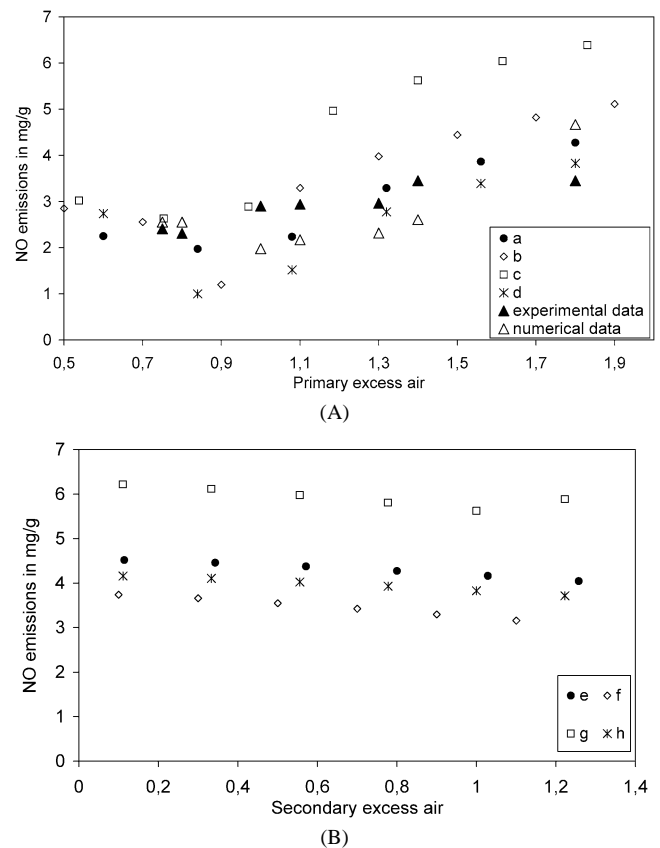 7
6
5
4
3
2
1
0
NO emissions in mg/g
a
b
c
d
experimental data
numerical data
0,5 0,7 0,9 1,1 1,3 1,5 1,7 1,9
Primary excess air
(A)
7
6
5
4
3
2
1
0
NO emissions in mg/g
e f
g h
0 0,2 0,4 0,6 0,8 1 1,2 1,4
Secondary excess air
(B)